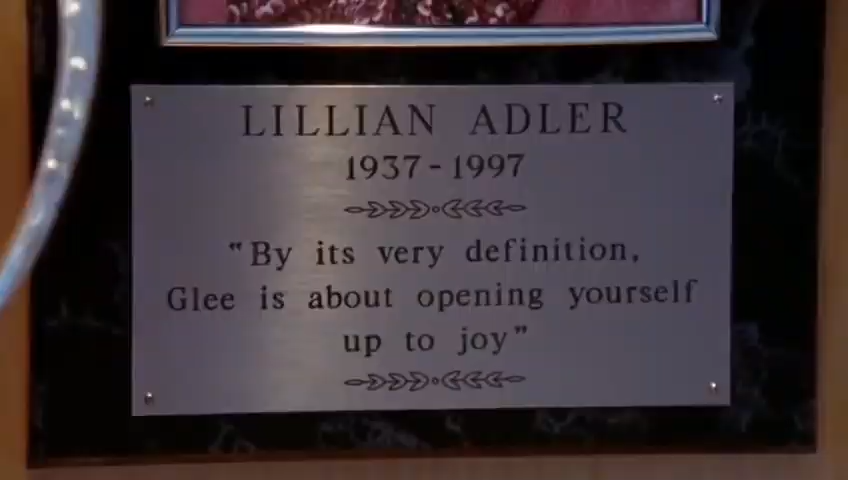 LILLIAN ADLER
1937-1997
"By its very definition,
Glee is about opening yourself
up to joy"